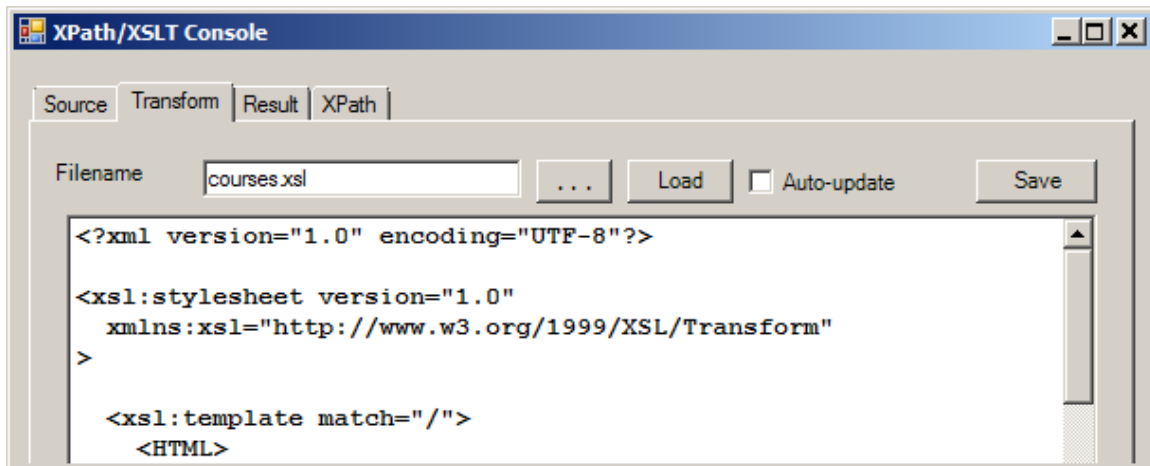 XPath/XSLT Console
Source Transform Result XPath
Filename courses.xsl ... Load Auto-update Save
<?xml version="1.0" encoding="UTF-8"?>
<xsl:stylesheet version="1.0"
xmlns:xsl="http://www.w3.org/1999/XSL/Transform"
>
<xsl:template match="/">
<HTML>